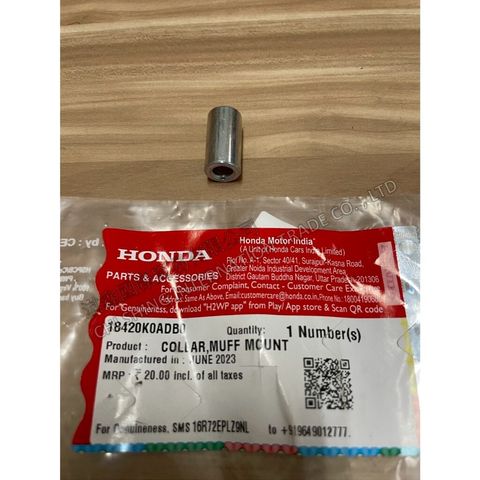 HONDA
PARTS & ACCESSORIES
Honda Motor India
(A Unit of Honda Cars India Limited)
Plot No. A-1, Sector 40/41, Surajpur-Kasna Road,
Greater Noida Industrial Development Area,
District Gautam Buddha Nagar, Uttar Pradesh-201306
For Consumer Complaint, Contact - Customer Care Executive
Address: Same As Above, Email:customercare@honda.co.in, Phone No: 1800419068
For Genuineness, download "H2WP app" from Play/ App store & Scan QR code
18420K0ADB0 Quantity: 1 Number(s)
Product : COLLAR,MUFF MOUNT
Manufactured in : JUNE 2023
MRP : ₹ 20.00 incl. of all taxes
For Genuineness, SMS 16R72EPLZ9NL to +919649012777.